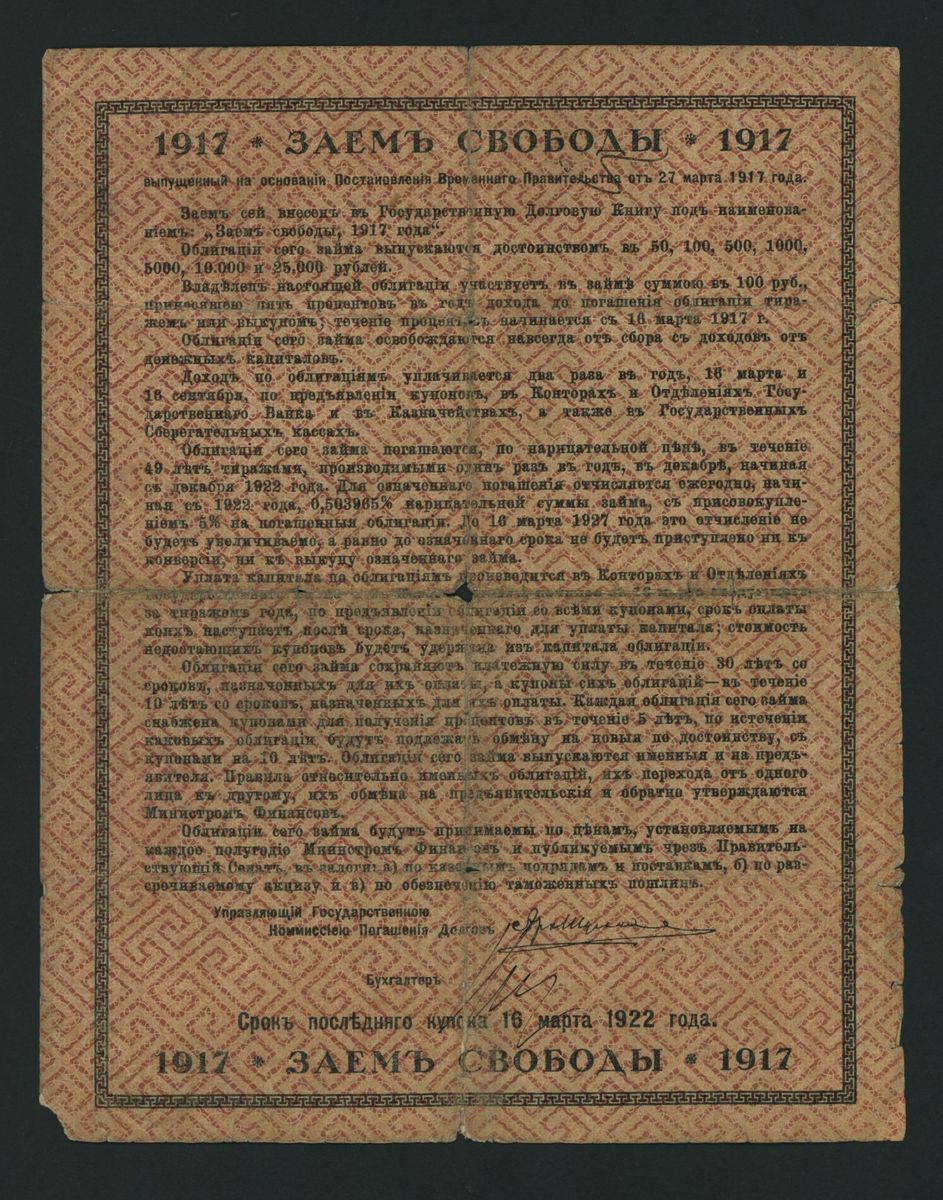 1917 * ЗАЕМЪ СВОБОДЫ * 1917
выпущенный на основаніи Постановленія Временнаго Правительства отъ 27 марта 1917 года.
Заемъ сей внесенъ въ Государственную Долговую Книгу подъ наименова-
ніемъ: „Заемъ свободы, 1917 года“.
Облигаціи сего займа выпускаются достоинствомъ въ 50, 100, 500, 1000,
5000, 10.000 и 25.000 рублей.
Владѣлецъ настоящей облигаціи участвуетъ въ займѣ суммою въ 100 руб.,
приносящею пять процентовъ въ годъ дохода до погашенія облигаціи тира-
жемъ или выкупомъ; теченіе процентовъ начинается съ 16 марта 1917 г.
Облигаціи сего займа освобождаются навсегда отъ сбора съ доходовъ отъ
денежныхъ капиталовъ.
Доходъ по облигаціямъ уплачивается два раза въ годъ, 16 марта и
16 сентября, по предъявленіи купоновъ, въ Конторахъ и Отдѣленіяхъ Госу-
дарственнаго Банка и въ Казначействахъ, а также въ Государственныхъ
Сберегательныхъ кассахъ.
Облигаціи сего займа погашаются, по нарицательной цѣнѣ, въ теченіе
49 лѣтъ тиражами, производимыми одинъ разъ въ годъ, въ декабрѣ, начиная
съ декабря 1922 года. Для означеннаго погашенія отчисляется ежегодно, начи-
ная съ 1922 года, 0,503965% нарицательной суммы займа, съ присовокупле-
ніемъ 5% на погашенныя облигаціи. До 16 марта 1927 года это отчисленіе не
будетъ увеличиваемо, а равно до означеннаго срока не будетъ приступлено ни къ
конверсіи, ни къ выкупу означеннаго займа.
Уплата капитала по облигаціямъ производится въ Конторахъ и Отдѣленіяхъ
за тиражемъ года, по предъявленіи облигацій со всѣми купонами, срокъ оплаты
коихъ наступаетъ послѣ срока, назначеннаго для уплаты капитала; стоимость
недостающихъ купоновъ будетъ удержана изъ капитала облигаціи.
Облигаціи сего займа сохраняютъ платежную силу въ теченіе 30 лѣтъ со
сроковъ, назначенныхъ для ихъ оплаты, а купоны сихъ облигацій—въ теченіе
10 лѣтъ со сроковъ, назначенныхъ для ихъ оплаты. Каждая облигація сего займа
снабжена купонами для полученія процентовъ въ теченіе 5 лѣтъ, по истеченіи
каковыхъ облигаціи будутъ подлежать обмѣну на новыя по достоинству, съ
купонами на 10 лѣтъ. Облигаціи сего займа выпускаются именныя и на предъ-
явителя. Правила относительно именныхъ облигацій, ихъ перехода отъ одного
лица къ другому, ихъ обмѣна на предъявительскія и обратно утверждаются
Министромъ Финансовъ.
Облигаціи сего займа будутъ принимаемы по цѣнамъ, установляемымъ на
каждое полугодіе Министромъ Финансовъ и публикуемымъ чрезъ Правитель-
ствующій Сенатъ, въ залоги: а) по казеннымъ подрядамъ и поставкамъ, б) по раз-
срочиваемому акцизу и в) по обезпеченію таможенныхъ пошлинъ.
Управляющій Государственною
Коммиссіею Погашенія Долговъ
Бухгалтеръ
Срокъ послѣдняго купона 16 марта 1922 года.
1917 * ЗАЕМЪ СВОБОДЫ * 1917